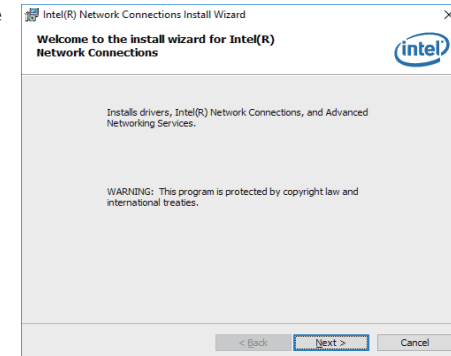 Intel(R) Network Connections Install Wizard
Welcome to the install wizard for Intel(R)
Network Connections
intel
Installs drivers, Intel(R) Network Connections, and Advanced
Networking Services.
WARNING: This program is protected by copyright law and
international treaties.
< Back
Next >
Cancel